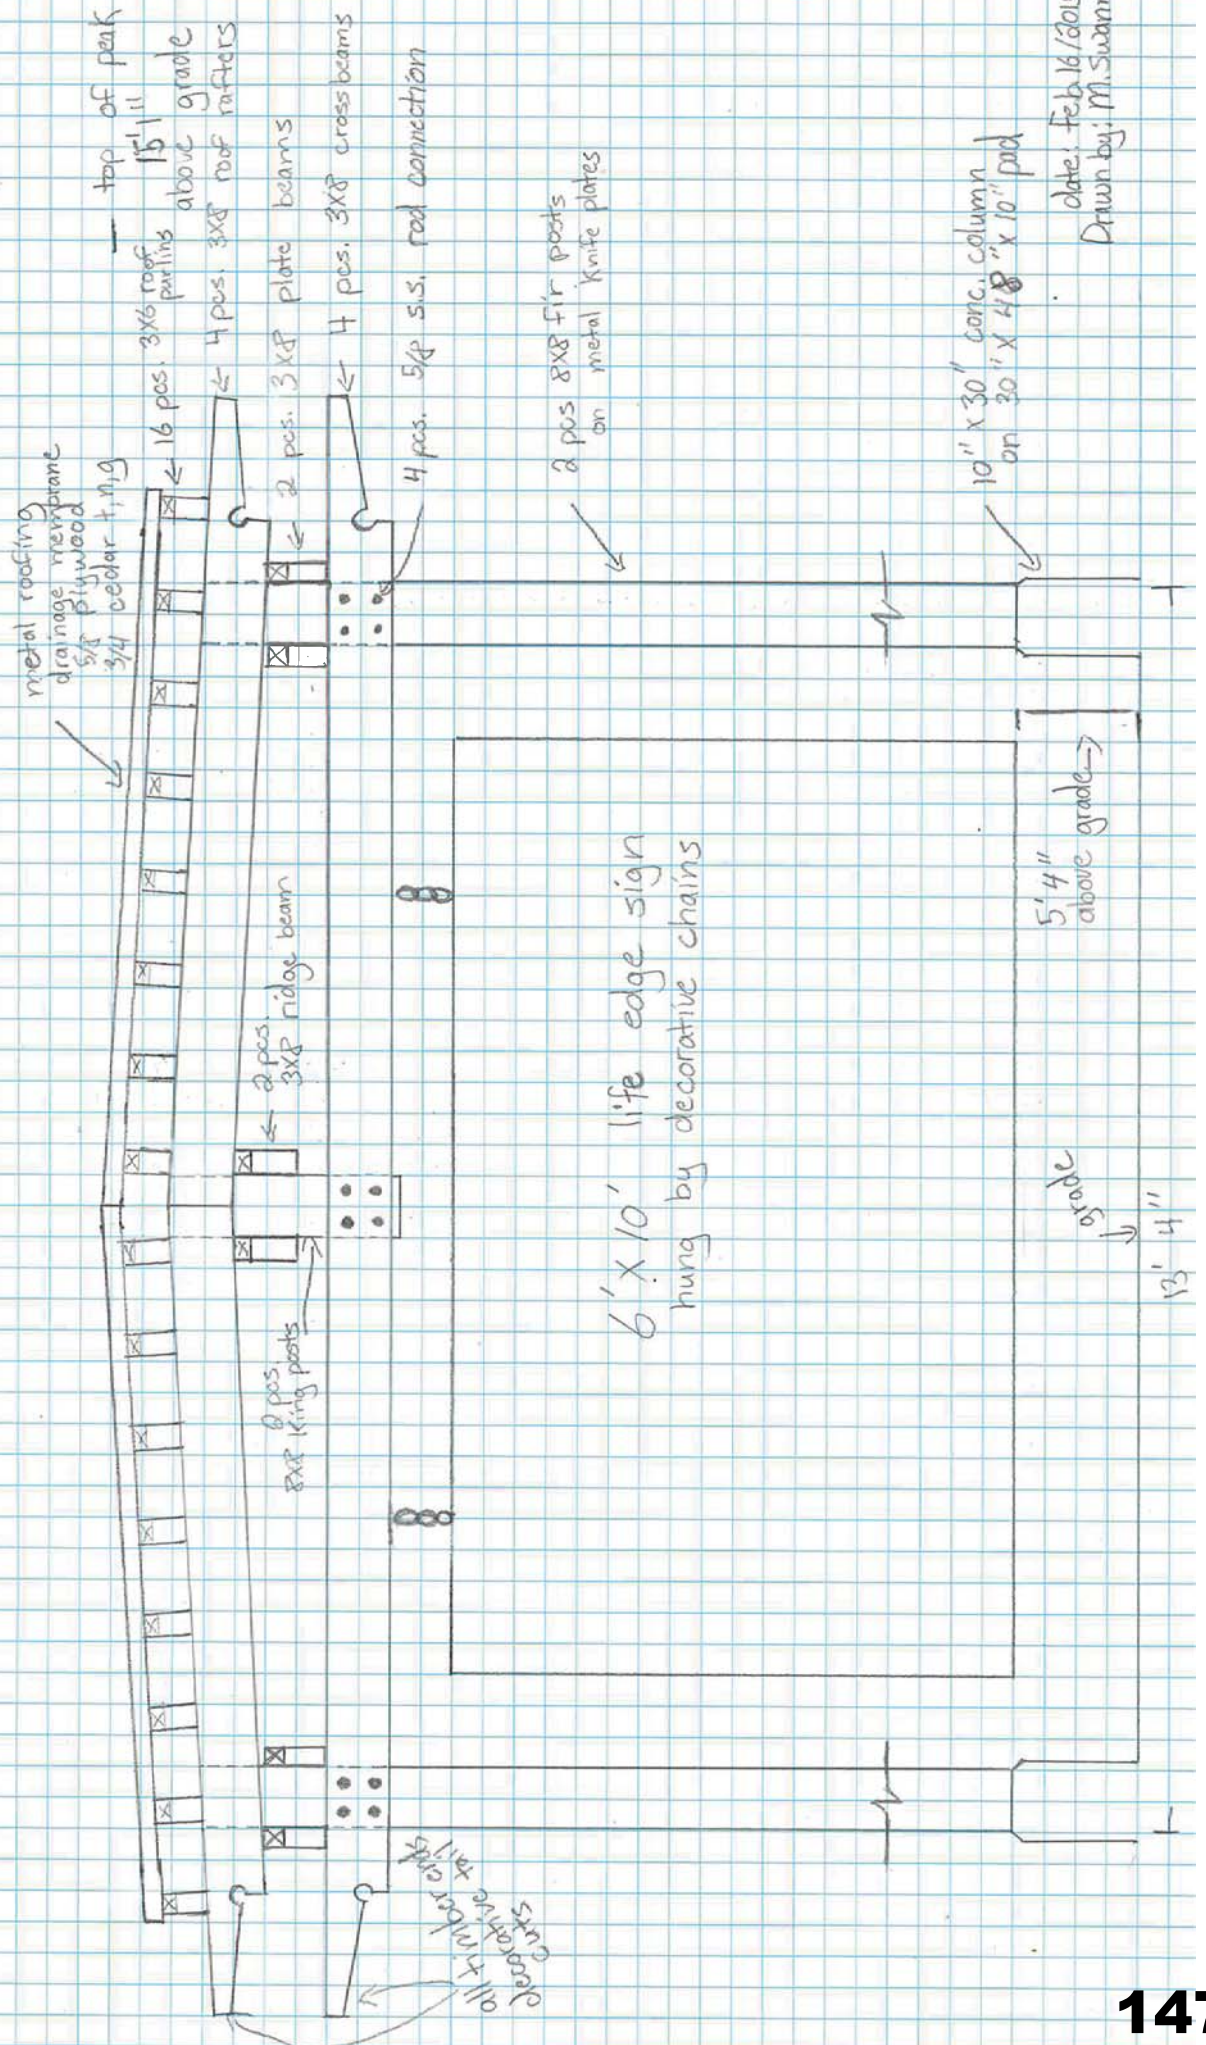 metal roofing
drainage membrane
5/8 plywood
3/4 cedar t,n,g
— top of peak
15'1"
above grade
16 pcs. 3x6 roof
purlins
4 pcs. 3x8 roof rafters
2 pcs. 3x8 plate beams
4 pcs. 3x8 crossbeams
4 pcs. 5/8 s.s. rod connection
2 pcs.
3x8 ridge beam
2 pcs.
8x8 King posts
2 pcs 8x8 fir posts
on metal knife plates
all timber ends
decorative tail
cuts
6' x 10' life edge sign
hung by decorative chains
10" x 30" conc. column
on 30" x 48" x 10" pad
5'4"
above grade
grade
13' 4"
date: Feb.16/201
Drawn by: M. Swann
147